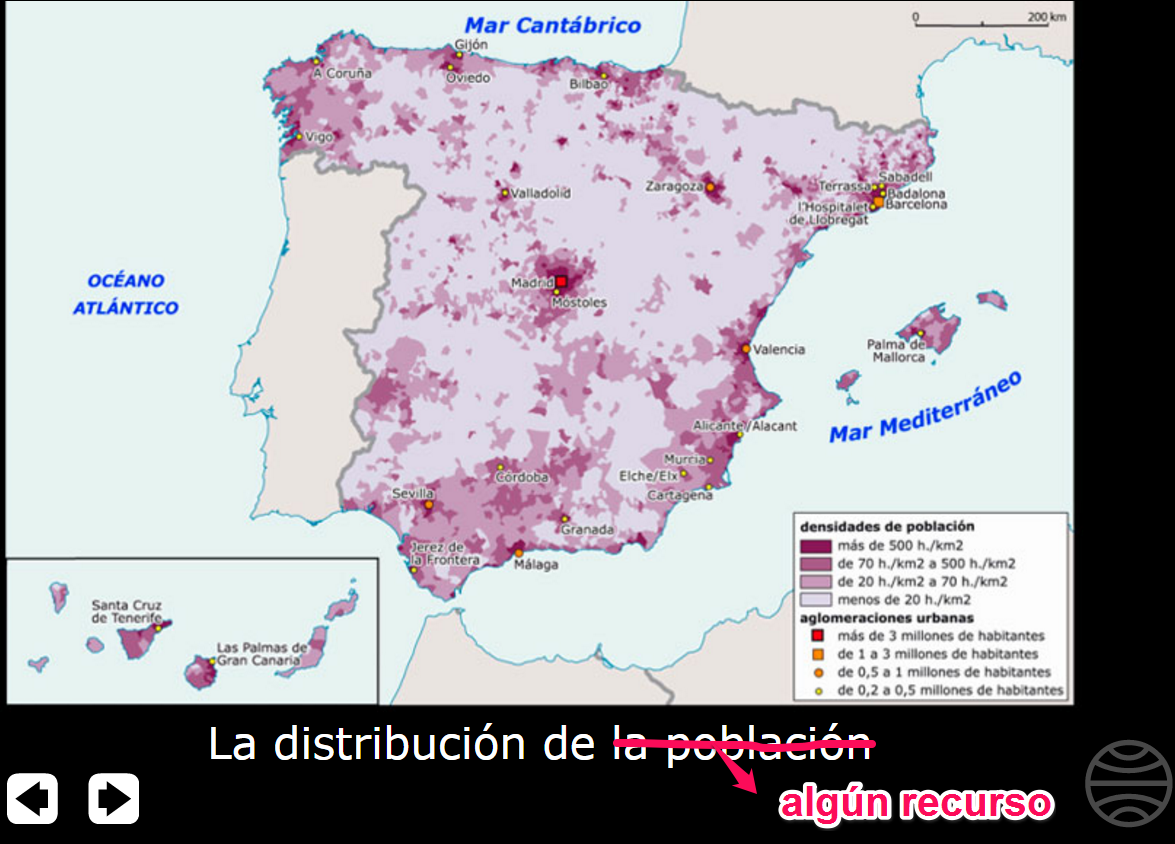 Mar Cantábrico
0 200 km
Gijón
A Coruña
Oviedo
Bilbao
Vigo
Valladolid
Zaragoza
Terrassa
Sabadell
Badalona
l'Hospitalet
de Llobregat
Barcelona
OCÉANO
ATLÁNTICO
Madrid
Móstoles
Valencia
Palma de
Mallorca
Mar Mediterráneo
Alicante/Alacant
Murcia
Elche/Elx
Cartagena
Córdoba
Sevilla
Granada
Jerez de
la Frontera
Málaga
Santa Cruz
de Tenerife
Las Palmas de
Gran Canaria
densidades de población
más de 500 h./km2
de 70 h./km2 a 500 h./km2
de 20 h./km2 a 70 h./km2
menos de 20 h./km2
aglomeraciones urbanas
más de 3 millones de habitantes
de 1 a 3 millones de habitantes
de 0,5 a 1 millones de habitantes
de 0,2 a 0,5 millones de habitantes
La distribución de la población
algún recurso